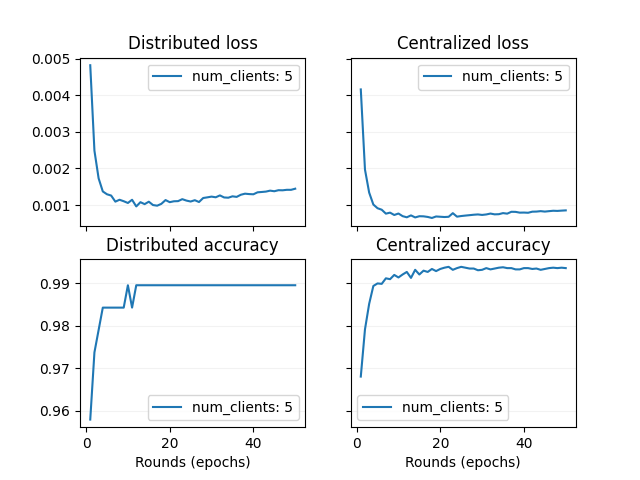 Distributed loss
Centralized loss
0.005
0.004
0.003
0.002
0.001
num_clients: 5
num_clients: 5
Distributed accuracy
Centralized accuracy
0.99
0.98
0.97
0.96
num_clients: 5
num_clients: 5
0 20 40
0 20 40
Rounds (epochs)
Rounds (epochs)